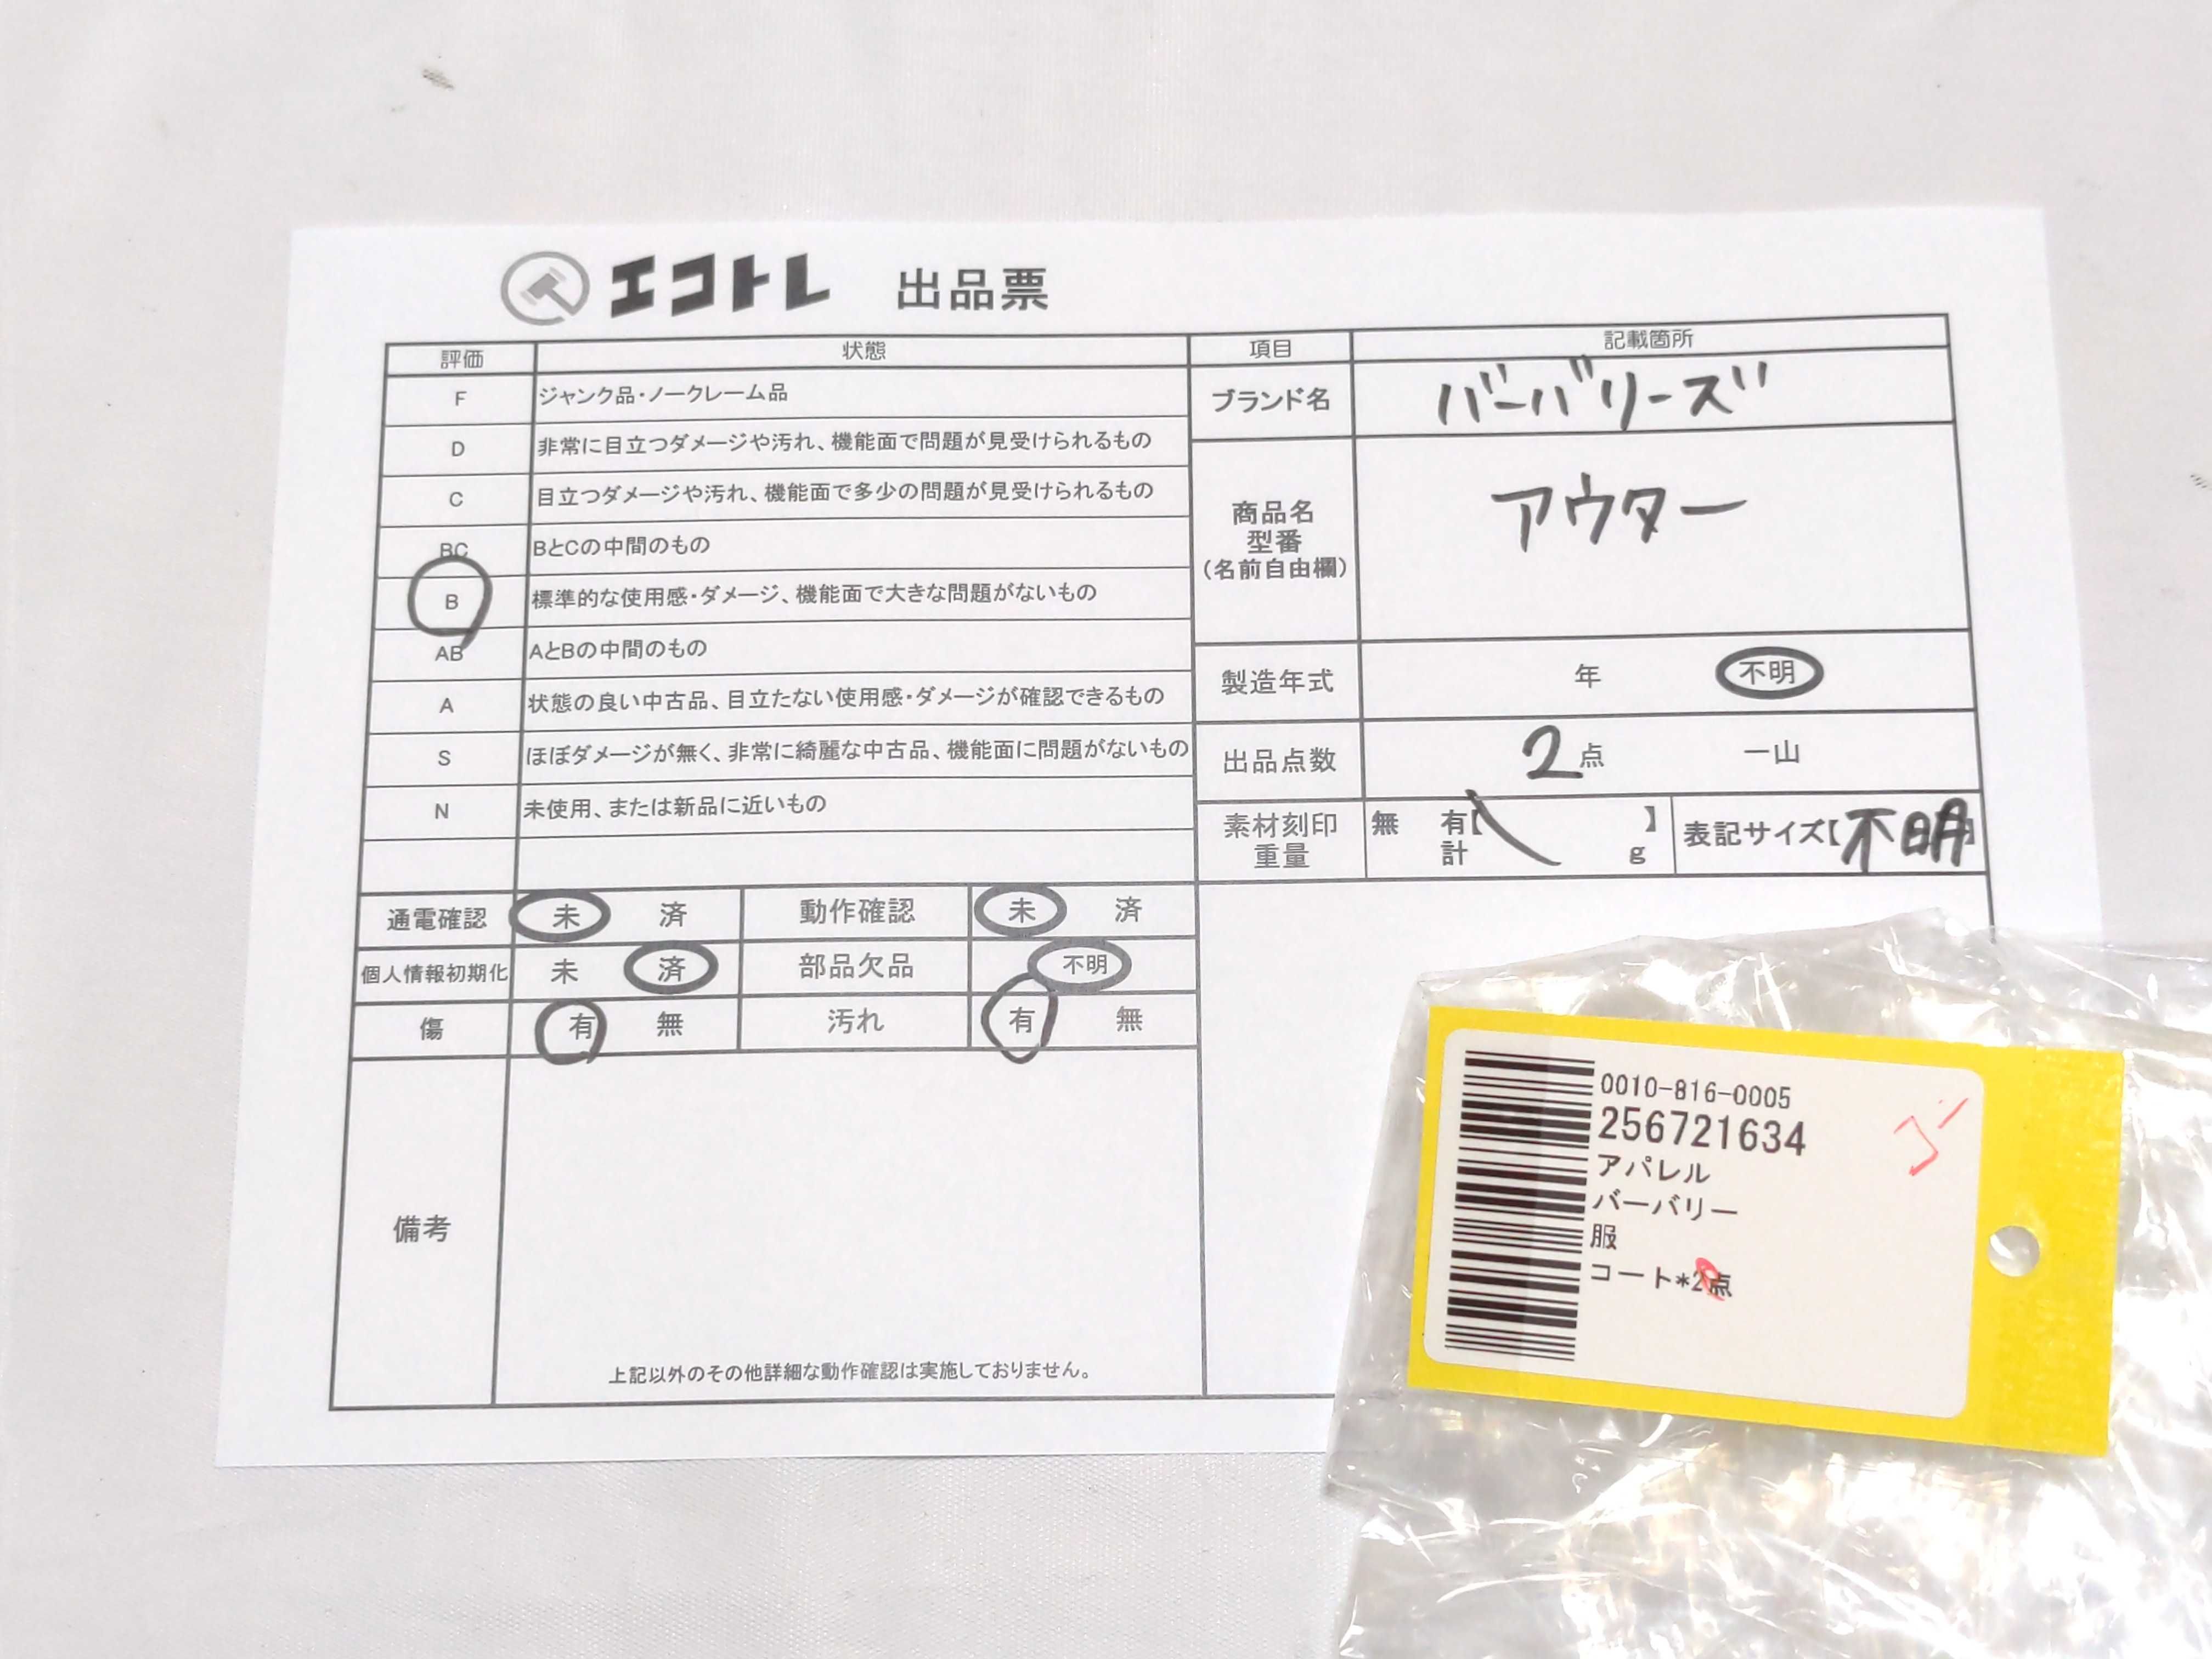 エコトレ 出品票
評価 状態
F ジャンク品・ノークレーム品
D 非常に目立つダメージや汚れ、機能面で問題が見受けられるもの
C 目立つダメージや汚れ、機能面で多少の問題が見受けられるもの
BC BとCの中間のもの
B 標準的な使用感・ダメージ、機能面で大きな問題がないもの
AB AとBの中間のもの
A 状態の良い中古品、目立たない使用感・ダメージが確認できるもの
S ほぼダメージが無く、非常に綺麗な中古品、機能面に問題がないもの
N 未使用、または新品に近いもの
項目 記載箇所
ブランド名 バーバリーズ
商品名
型番
(名前自由欄)
アウター
製造年式 年 不明
出品点数 2点 一山
素材刻印 無 有【 】
重量 計 g
表記サイズ【不明】
通電確認 未 済 動作確認 未 済
個人情報初期化 未 済 部品欠品 不明
傷 有 無 汚れ 有 無
備考
上記以外のその他詳細な動作確認は実施しておりません。
0010-816-0005
256721634
アパレル
バーバリー
服
コート*2点